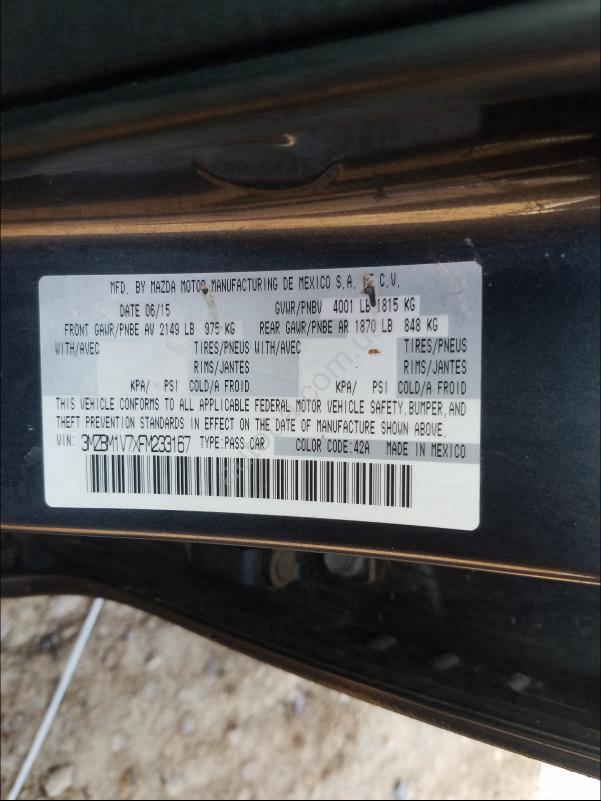 MFD. BY MAZDA MOTOR MANUFACTURING DE MEXICO S.A. DE C.V.
DATE 06/15 GVWR/PNBV 4001 LB 1815 KG
FRONT GAWR/PNBE AV 2149 LB 975 KG REAR GAWR/PNBE AR 1870 LB 848 KG
WITH/AVEC TIRES/PNEUS WITH/AVEC TIRES/PNEUS
RIMS/JANTES RIMS/JANTES
KPA/ PSI COLD/A FROID KPA/ PSI COLD/A FROID
THIS VEHICLE CONFORMS TO ALL APPLICABLE FEDERAL MOTOR VEHICLE SAFETY, BUMPER, AND
THEFT PREVENTION STANDARDS IN EFFECT ON THE DATE OF MANUFACTURE SHOWN ABOVE.
VIN: 3MZBM1V7XFM233167 TYPE: PASS CAR COLOR CODE: 42A MADE IN MEXICO